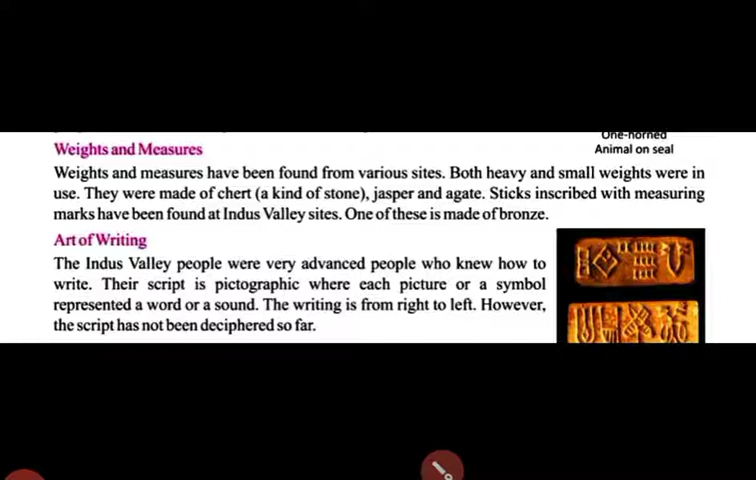 One-horned
Animal on seal
Weights and Measures
Weights and measures have been found from various sites. Both heavy and small weights were in
use. They were made of chert (a kind of stone), jasper and agate. Sticks inscribed with measuring
marks have been found at Indus Valley sites. One of these is made of bronze.
Art of Writing
The Indus Valley people were very advanced people who knew how to
write. Their script is pictographic where each picture or a symbol
represented a word or a sound. The writing is from right to left. However,
the script has not been deciphered so far.